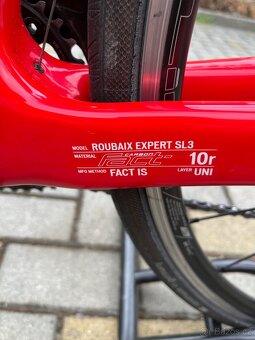 MODEL ROUBAIX EXPERT SL3
MATERIAL Fact CARBON 10r
MFG METHOD FACT IS LAYER UNI